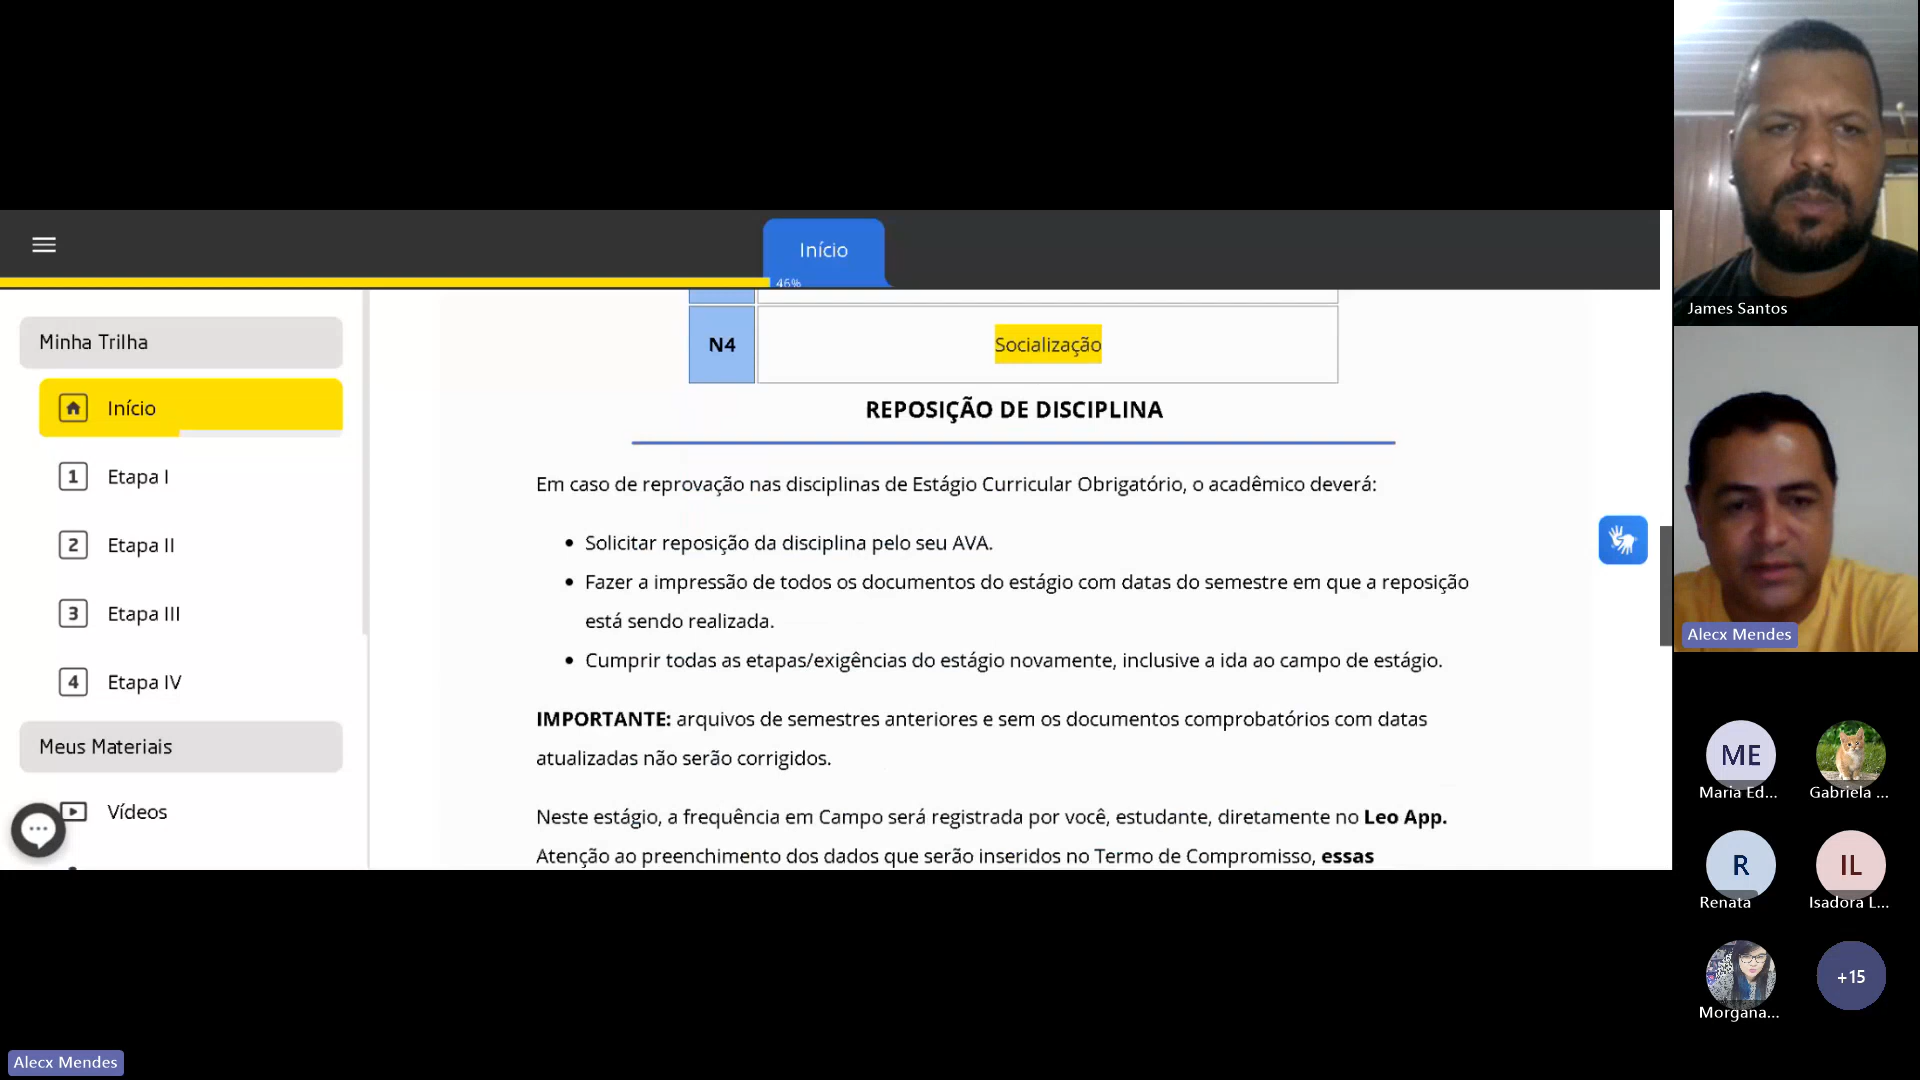 Início
46%
Minha Trilha
Início
1 Etapa I
2 Etapa II
3 Etapa III
4 Etapa IV
Meus Materiais
Vídeos
N4 Socialização
REPOSIÇÃO DE DISCIPLINA
Em caso de reprovação nas disciplinas de Estágio Curricular Obrigatório, o acadêmico deverá:
• Solicitar reposição da disciplina pelo seu AVA.
• Fazer a impressão de todos os documentos do estágio com datas do semestre em que a reposição
está sendo realizada.
• Cumprir todas as etapas/exigências do estágio novamente, inclusive a ida ao campo de estágio.
IMPORTANTE: arquivos de semestres anteriores e sem os documentos comprobatórios com datas
atualizadas não serão corrigidos.
Neste estágio, a frequência em Campo será registrada por você, estudante, diretamente no Leo App.
Atenção ao preenchimento dos dados que serão inseridos no Termo de Compromisso, essas
James Santos
Alecx Mendes
ME
Maria Ed...
Gabriela ...
R
Renata
IL
Isadora L...
Morgana...
+15
Alecx Mendes